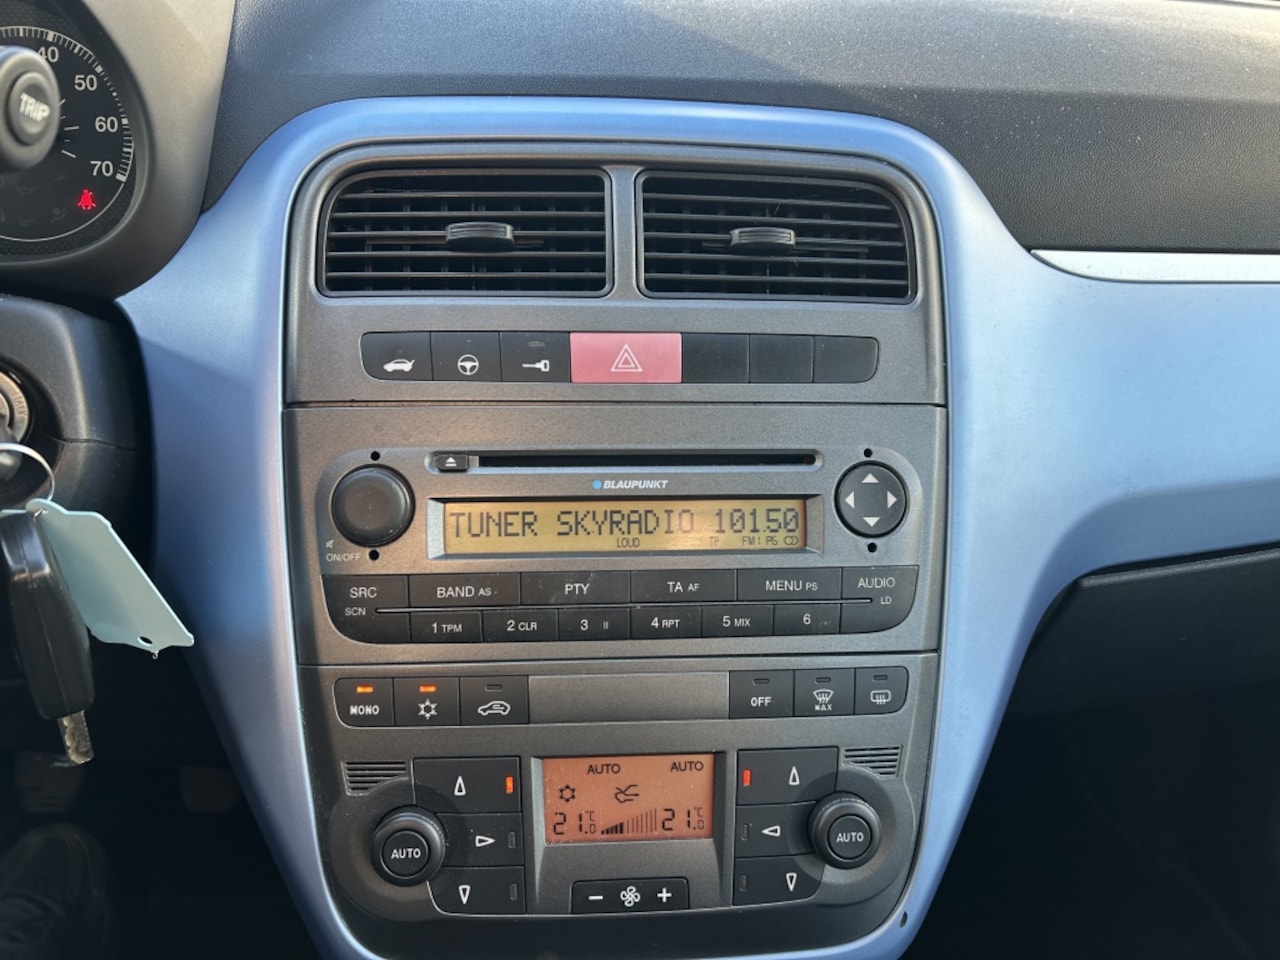 40
50
60
70
TRIP
BLAUPUNKT
TUNER SKYRADIO 101.50
LOUD TP FM1 P6
ON/OFF
SRC BAND AS PTY TA AF MENU PS AUDIO
SCN LD
1 TPM 2 CLR 3 II 4 RPT 5 MIX 6
MONO OFF MAX
AUTO AUTO
21.0°C 21.0°C
AUTO AUTO
- +